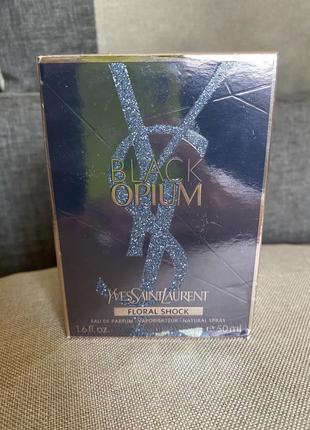 BLACK
OPIUM
YVES SAINT LAURENT
FLORAL SHOCK
EAU DE PARFUM - VAPORISATEUR / NATURAL SPRAY
1.6 fl.oz. e 50 ml